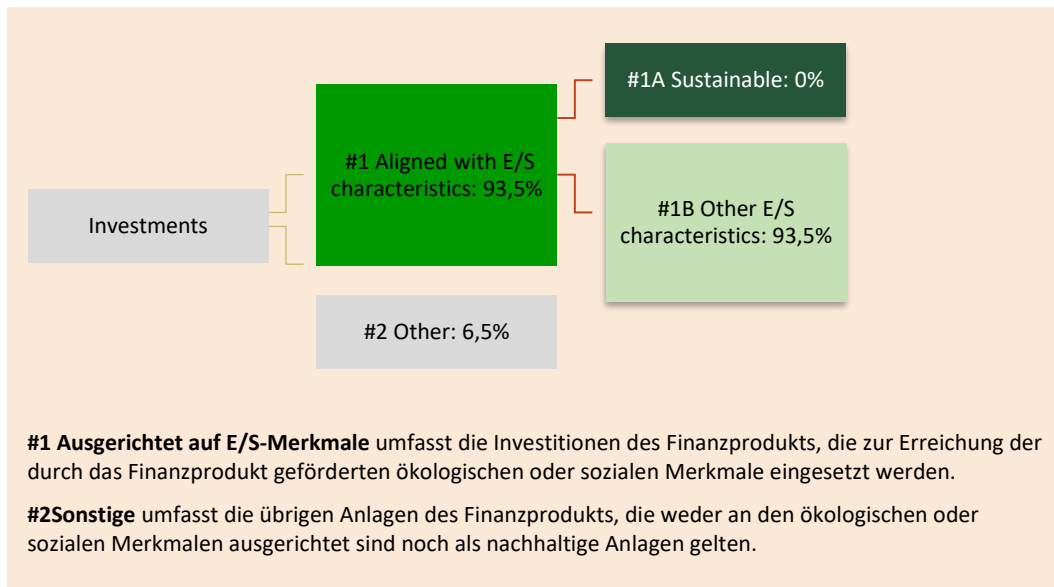 #1A Sustainable: 0%
#1 Aligned with E/S
characteristics: 93,5%
Investments
#1B Other E/S
characteristics: 93,5%
#2 Other: 6,5%
#1 Ausgerichtet auf E/S-Merkmale umfasst die Investitionen des Finanzprodukts, die zur Erreichung der
durch das Finanzprodukt geförderten ökologischen oder sozialen Merkmale eingesetzt werden.
#2Sonstige umfasst die übrigen Anlagen des Finanzprodukts, die weder an den ökologischen oder
sozialen Merkmalen ausgerichtet sind noch als nachhaltige Anlagen gelten.